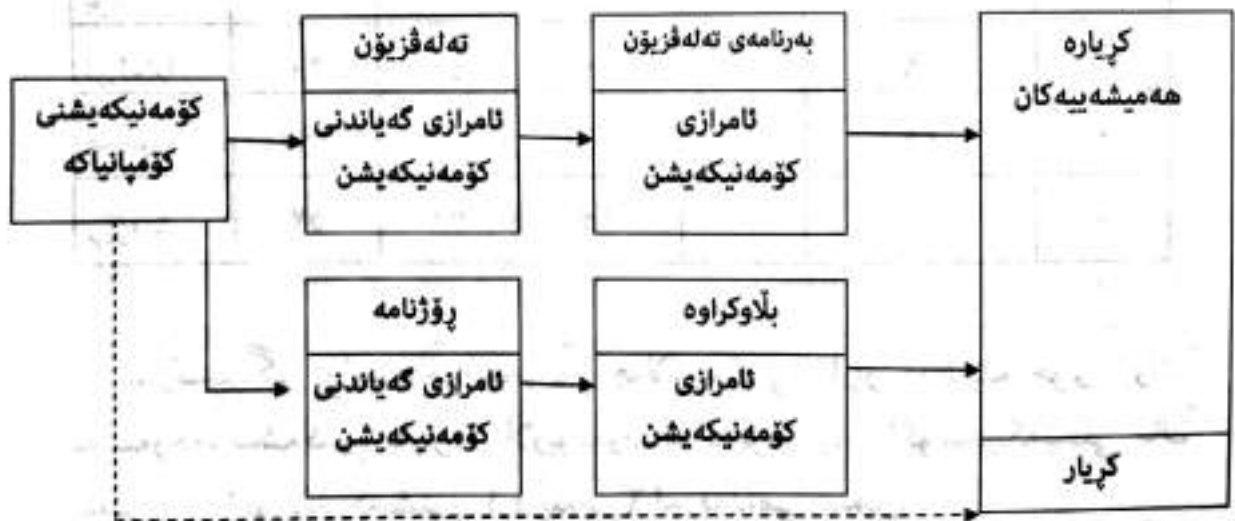 کۆمەنیکەیشنی
کۆمپانیاکە
تەلەڤزیۆن
ئامرازی گەیاندنی
کۆمەنیکەیشن
بەرنامەی تەلەڤزیۆن
ئامرازی
کۆمەنیکەیشن
کڕیارە
هەمیشەییەکان
ڕۆژنامە
ئامرازی گەیاندنی
کۆمەنیکەیشن
بڵاوکراوە
ئامرازی
کۆمەنیکەیشن
کڕیار